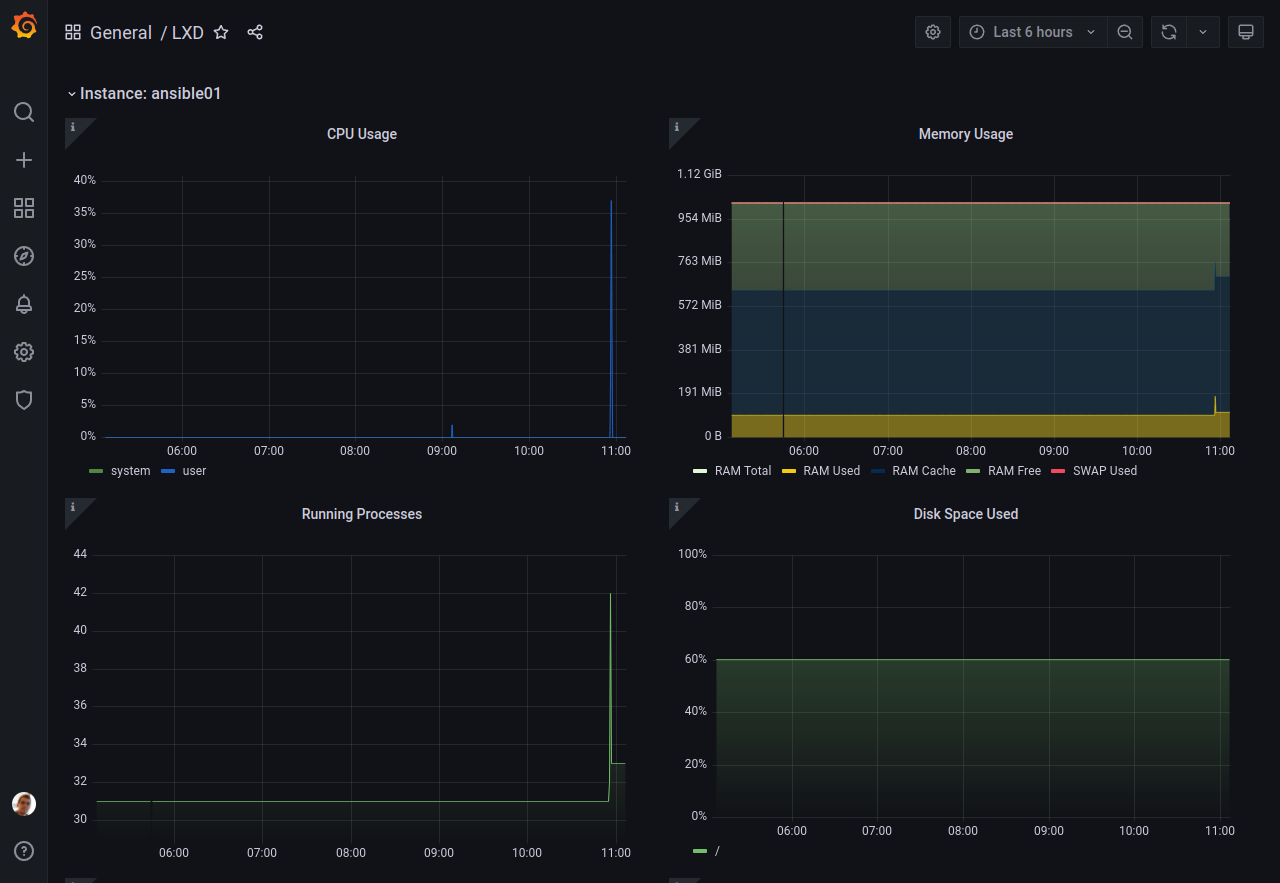 General / LXD
Last 6 hours
Instance: ansible01
CPU Usage
40%
35%
30%
25%
20%
15%
10%
5%
0%
06:00 07:00 08:00 09:00 10:00 11:00
system user
Memory Usage
1.12 GiB
954 MiB
763 MiB
572 MiB
381 MiB
191 MiB
0 B
06:00 07:00 08:00 09:00 10:00 11:00
RAM Total RAM Used RAM Cache RAM Free SWAP Used
Running Processes
44
42
40
38
36
34
32
30
06:00 07:00 08:00 09:00 10:00 11:00
Disk Space Used
100%
80%
60%
40%
20%
0%
06:00 07:00 08:00 09:00 10:00 11:00
/